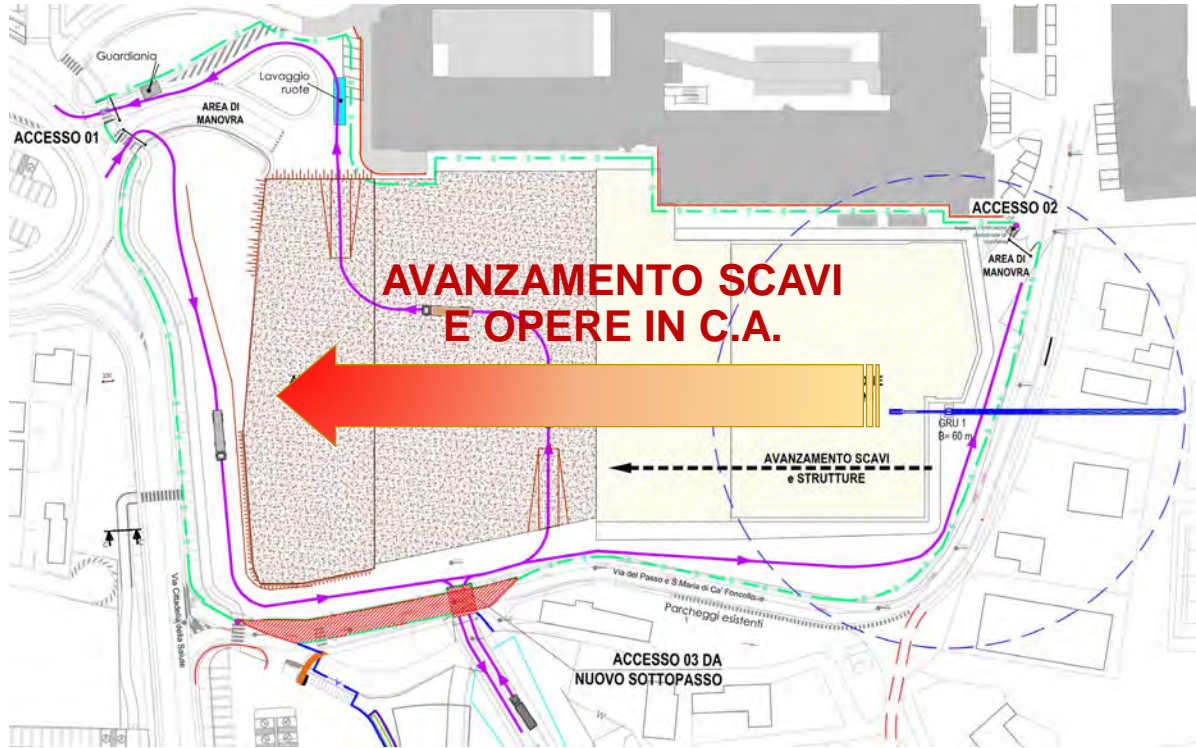 Guardiania
Lavaggio
ruote
AREA DI
MANOVRA
ACCESSO 01
ACCESSO 02
AREA DI
MANOVRA
AVANZAMENTO SCAVI
E OPERE IN C.A.
GRU 1
B= 60 m
AVANZAMENTO SCAVI
e STRUTTURE
Via del Passo e S.Maria di Ca' Foncello
Parcheggi esistenti
Via Cittadella della Salute
ACCESSO 03 DA
NUOVO SOTTOPASSO